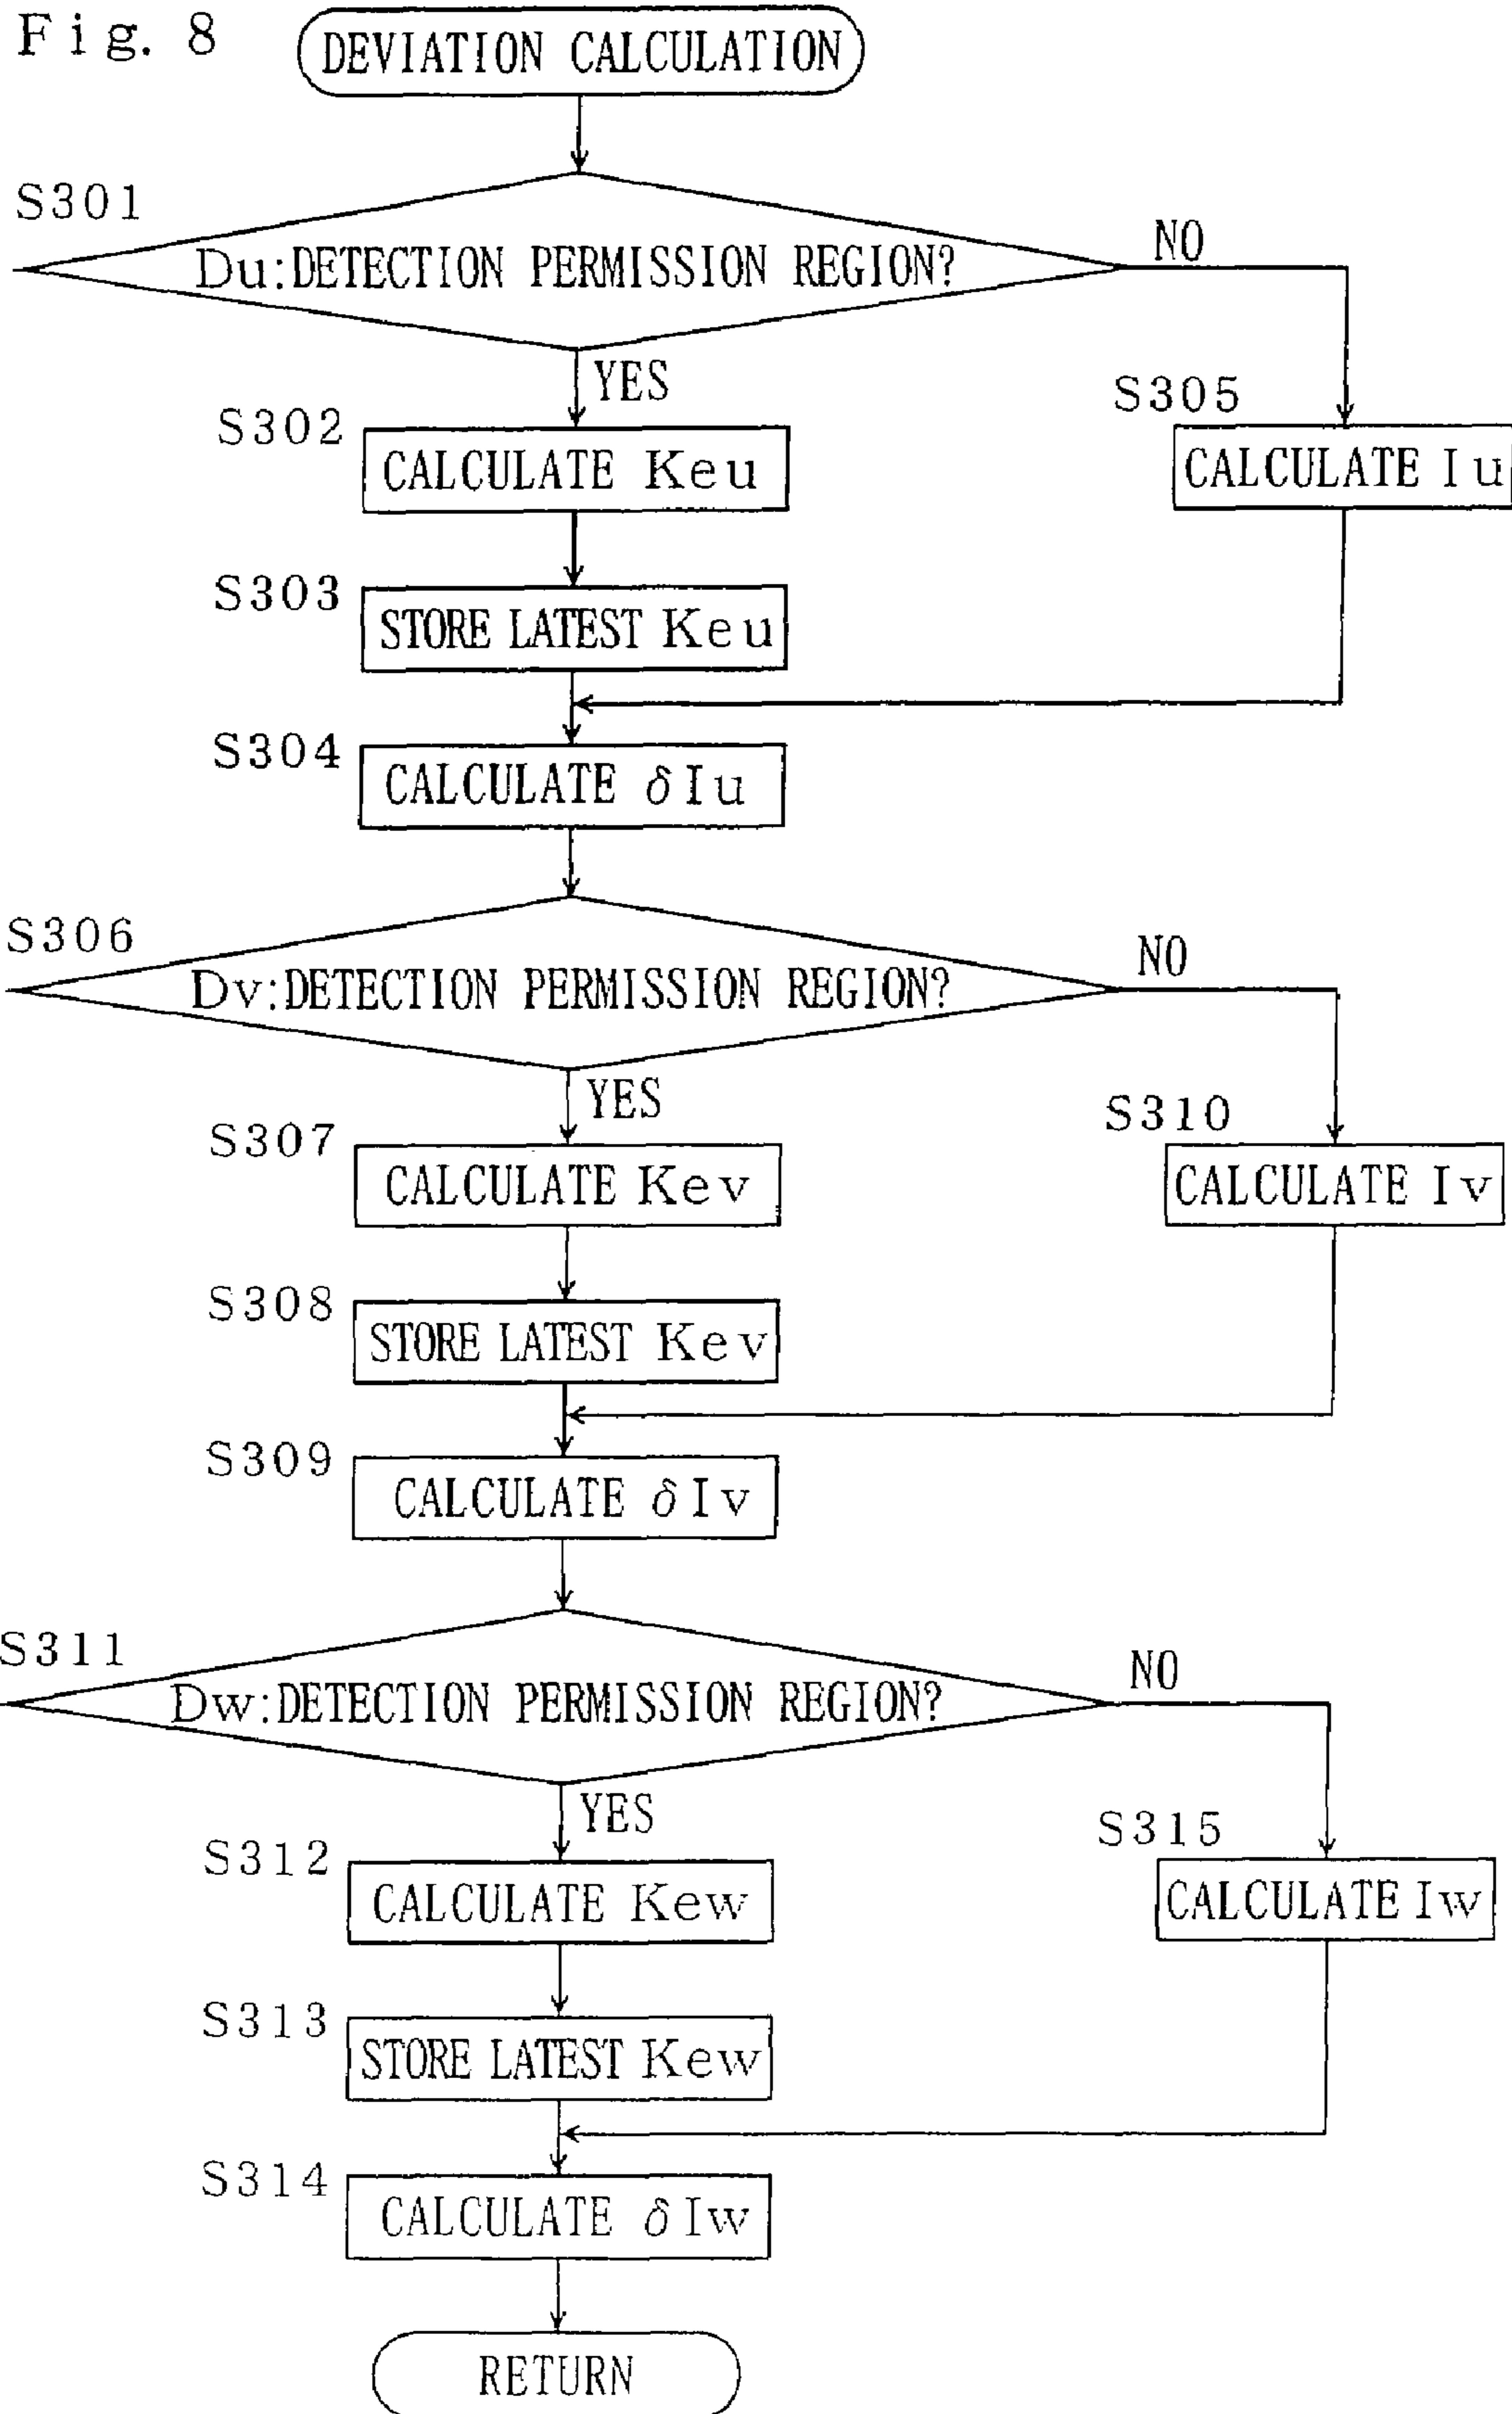 Fig. 8
DEVIATION CALCULATION
S301
Du:DETECTION PERMISSION REGION?
NO
YES
S302
CALCULATE Keu
S305
CALCULATE Iu
S303
STORE LATEST Keu
S304
CALCULATE δIu
S306
Dv:DETECTION PERMISSION REGION?
NO
YES
S307
CALCULATE Kev
S310
CALCULATE Iv
S308
STORE LATEST Kev
S309
CALCULATE δIv
S311
Dw:DETECTION PERMISSION REGION?
NO
YES
S312
CALCULATE Kew
S315
CALCULATE Iw
S313
STORE LATEST Kew
S314
CALCULATE δIw
RETURN